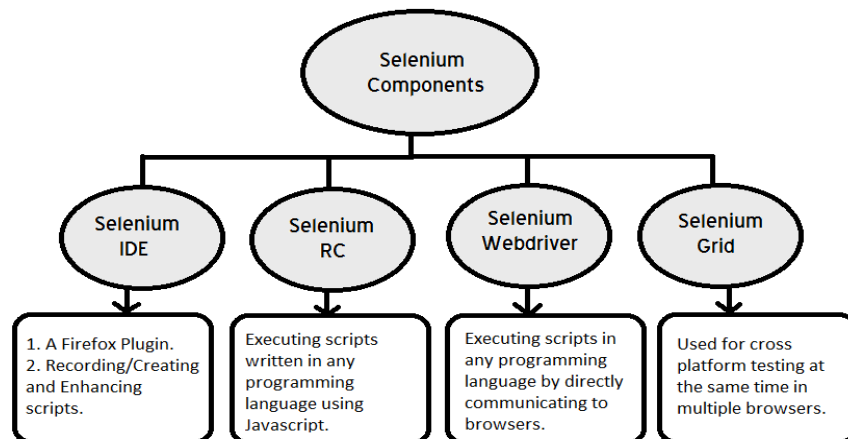 Selenium
Components
Selenium
IDE
Selenium
RC
Selenium
Webdriver
Selenium
Grid
1. A Firefox Plugin.
2. Recording/Creating
and Enhancing
scripts.
Executing scripts
written in any
programming
language using
Javascript.
Executing scripts in
any programming
language by directly
communicating to
browsers.
Used for cross
platform testing at
the same time in
multiple browsers.